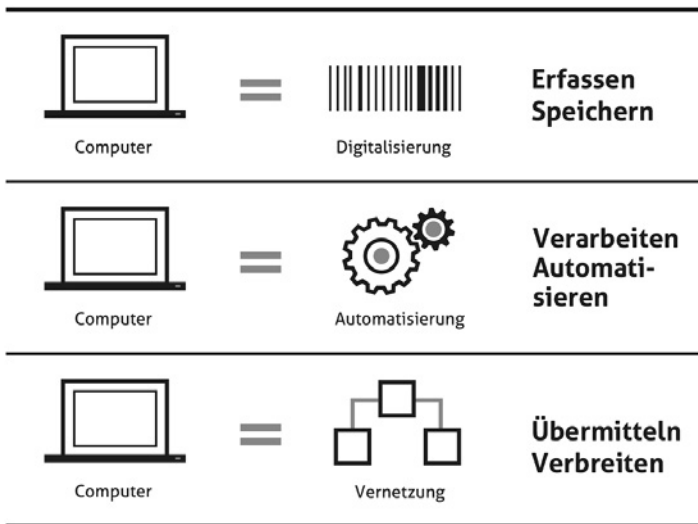 Erfassen
Speichern
Computer
Digitalisierung
Verarbeiten
Automati-
sieren
Computer
Automatisierung
Übermitteln
Verbreiten
Computer
Vernetzung